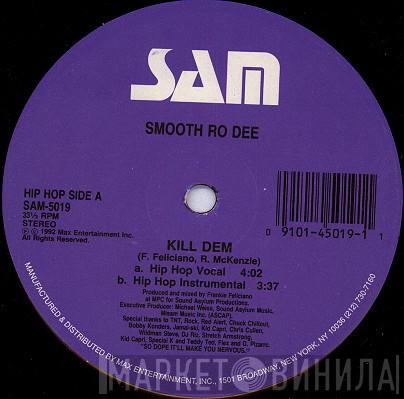 SAM
SMOOTH RO DEE
HIP HOP SIDE A
SAM-5019
33⅓ RPM
STEREO
℗ © 1992 Max Entertainment Inc.
All Rights Reserved.
0 9101-45019-1 1
KILL DEM
(F. Feliciano, R. McKenzie)
a. Hip Hop Vocal 4:02
b. Hip Hop Instrumental 3:37
Produced and mixed by Frankie Feliciano
at MPC for Sound Asylum Productions.
Executive Producer: Michael Weiss, Sound Asylum Music,
Misam Music Inc. (ASCAP).
Special thanks to TNT, Rock, Red Alert, Chuck Chillout,
Bobby Konders, Jamal-ski, Kid Capri, Chris Cullen,
Wildman Steve, DJ Riz, Stretch Armstrong,
Kid Capri, Special K and Teddy Ted, Flex and G. Pizarro.
"SO DOPE IT'LL MAKE YOU NERVOUS."
MANUFACTURED & DISTRIBUTED BY MAX ENTERTAINMENT, INC., 1501 BROADWAY, NEW YORK, NY 10036 (212) 730-7160
МАРКЕТ ВИНИЛА